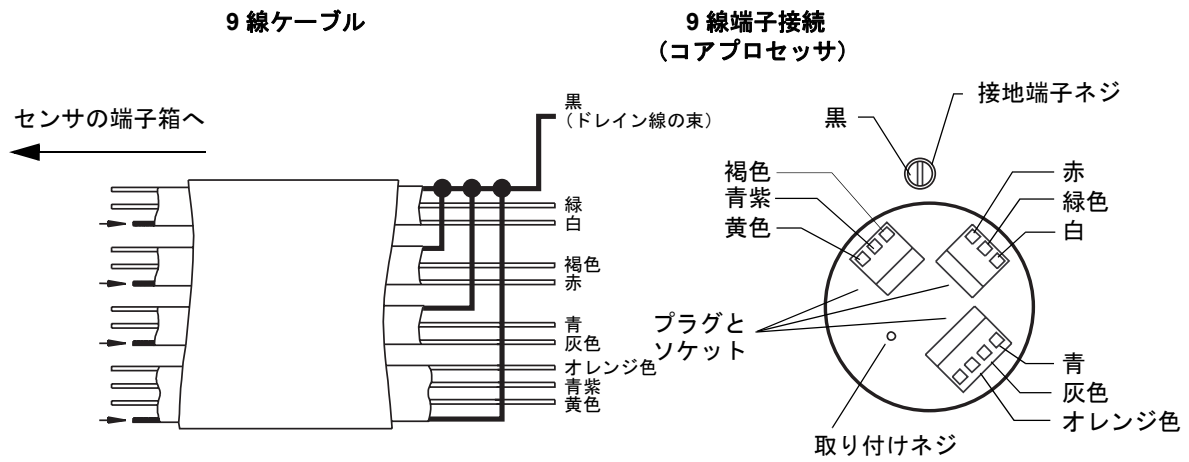 9 線ケーブル
9 線端子接続
（コアプロセッサ）
センサの端子箱へ
黒
（ドレイン線の束）
緑
白
褐色
赤
青
灰色
オレンジ色
青紫
黄色
接地端子ネジ
黒
褐色
青紫
黄色
赤
緑色
白
プラグと
ソケット
青
灰色
オレンジ色
取り付けネジ